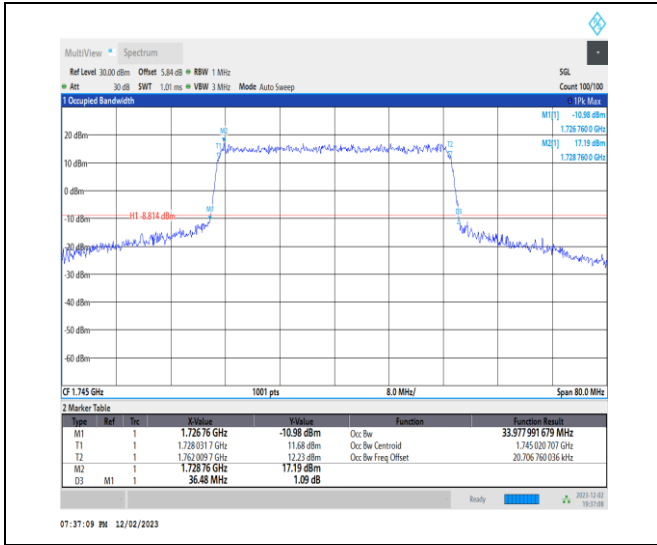 MultiView Spectrum
Ref Level 30.00 dBm Offset 5.84 dB RBW 1 MHz SGL
Att 30 dB SWT 1.01 ms VBW 3 MHz Mode Auto Sweep Count 100/100
1 Occupied Bandwidth 1Pk Max
M1[1] -10.98 dBm
1.726 760 0 GHz
M2[1] 17.19 dBm
1.728 760 0 GHz
20 dBm
M2
T1
T2
10 dBm
0 dBm
M1
D3
H1 -8.814 dBm
-10 dBm
-20 dBm
-30 dBm
-40 dBm
-50 dBm
-60 dBm
CF 1.745 GHz 1001 pts 8.0 MHz/ Span 80.0 MHz
2 Marker Table
Type Ref Trc X-Value Y-Value Function Function Result
M1 1 1.726 76 GHz -10.98 dBm Occ Bw 33.977 991 679 MHz
T1 1 1.728 031 7 GHz 11.68 dBm Occ Bw Centroid 1.745 020 707 GHz
T2 1 1.762 009 7 GHz 12.23 dBm Occ Bw Freq Offset 20.706 760 036 kHz
M2 1 1.728 76 GHz 17.19 dBm
D3 M1 1 36.48 MHz 1.09 dB
Ready 2023-12-02
19:37:08
07:37:09 PM 12/02/2023